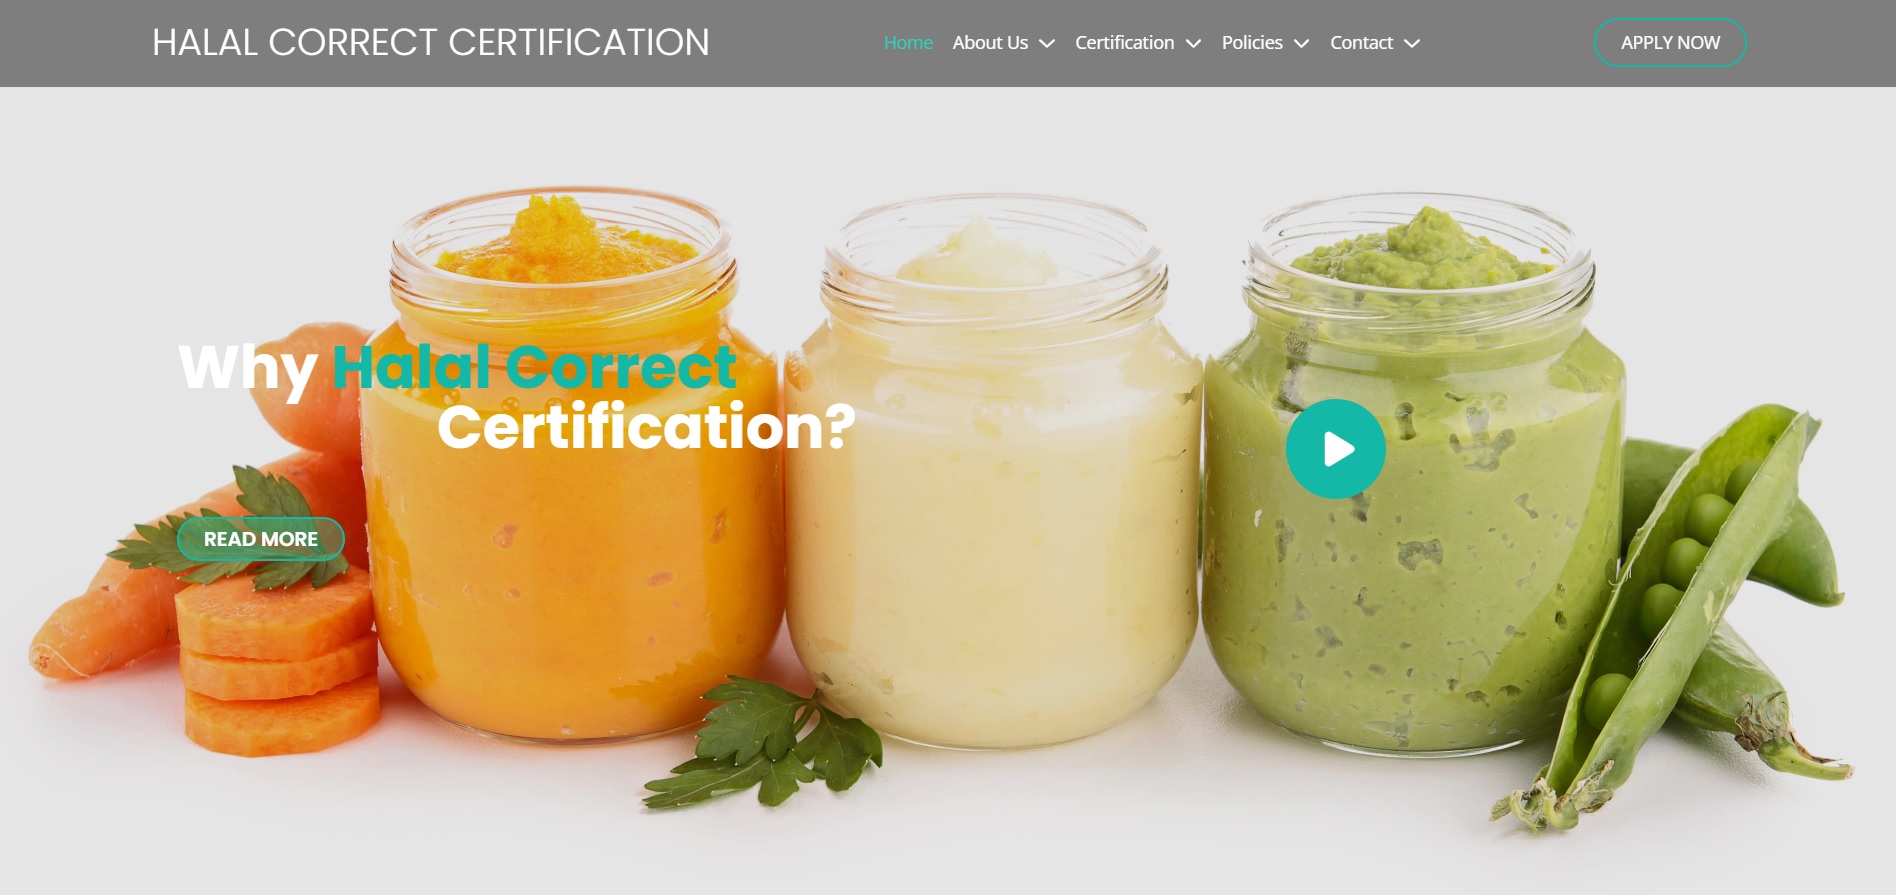 HALAL CORRECT CERTIFICATION
Home About Us Certification Policies Contact
APPLY NOW
Why Halal Correct
Certification?
READ MORE